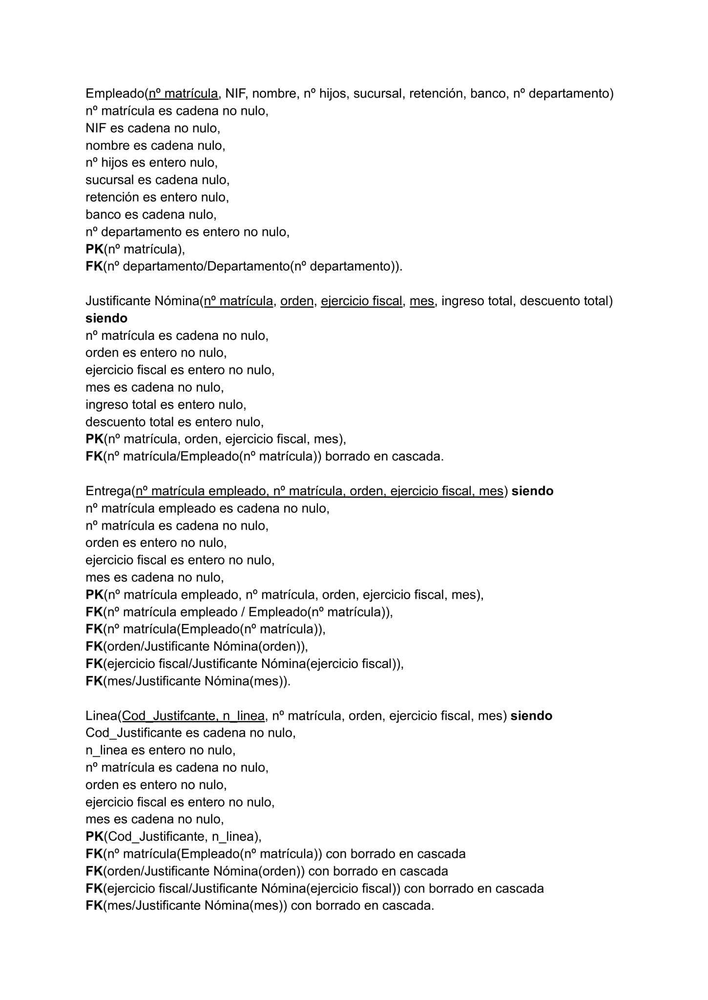 Empleado(nº matrícula, NIF, nombre, nº hijos, sucursal, retención, banco, nº departamento)
nº matrícula es cadena no nulo,
NIF es cadena no nulo,
nombre es cadena nulo,
nº hijos es entero nulo,
sucursal es cadena nulo,
retención es entero nulo,
banco es cadena nulo,
nº departamento es entero no nulo,
PK(nº matrícula),
FK(nº departamento/Departamento(nº departamento)).
Justificante Nómina(nº matrícula, orden, ejercicio fiscal, mes, ingreso total, descuento total)
siendo
nº matrícula es cadena no nulo,
orden es entero no nulo,
ejercicio fiscal es entero no nulo,
mes es cadena no nulo,
ingreso total es entero nulo,
descuento total es entero nulo,
PK(nº matrícula, orden, ejercicio fiscal, mes),
FK(nº matrícula/Empleado(nº matrícula)) borrado en cascada.
Entrega(nº matrícula empleado, nº matrícula, orden, ejercicio fiscal, mes) siendo
nº matrícula empleado es cadena no nulo,
nº matrícula es cadena no nulo,
orden es entero no nulo,
ejercicio fiscal es entero no nulo,
mes es cadena no nulo,
PK(nº matrícula empleado, nº matrícula, orden, ejercicio fiscal, mes),
FK(nº matrícula empleado / Empleado(nº matrícula)),
FK(nº matrícula(Empleado(nº matrícula)),
FK(orden/Justificante Nómina(orden)),
FK(ejercicio fiscal/Justificante Nómina(ejercicio fiscal)),
FK(mes/Justificante Nómina(mes)).
Linea(Cod_Justifcante, n_linea, nº matrícula, orden, ejercicio fiscal, mes) siendo
Cod_Justificante es cadena no nulo,
n_linea es entero no nulo,
nº matrícula es cadena no nulo,
orden es entero no nulo,
ejercicio fiscal es entero no nulo,
mes es cadena no nulo,
PK(Cod_Justificante, n_linea),
FK(nº matrícula(Empleado(nº matrícula)) con borrado en cascada
FK(orden/Justificante Nómina(orden)) con borrado en cascada
FK(ejercicio fiscal/Justificante Nómina(ejercicio fiscal)) con borrado en cascada
FK(mes/Justificante Nómina(mes)) con borrado en cascada.